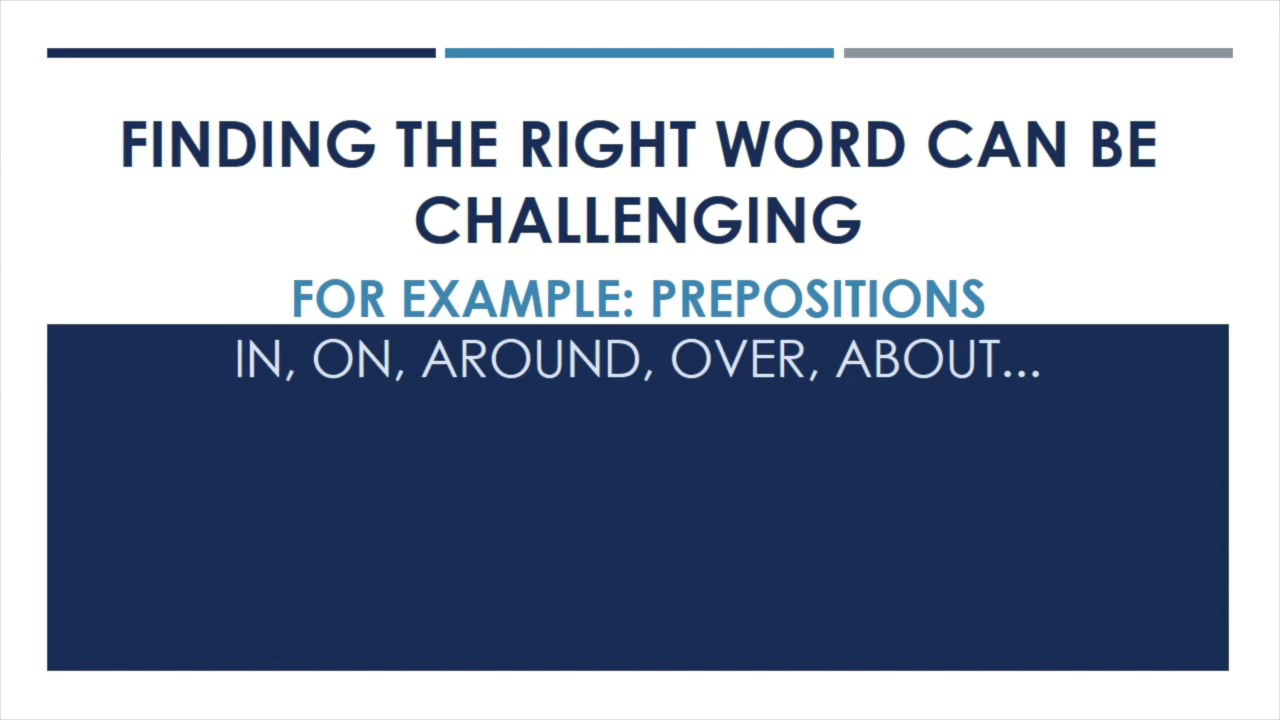 FINDING THE RIGHT WORD CAN BE
CHALLENGING
FOR EXAMPLE: PREPOSITIONS
IN, ON, AROUND, OVER, ABOUT...